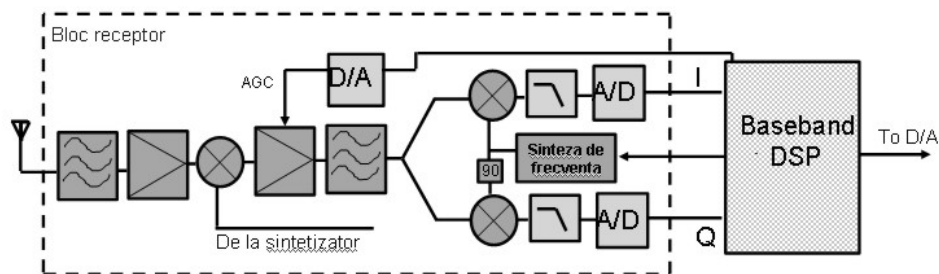 Bloc receptor
D/A
AGC
A/D
I
Baseband
DSP
To D/A
Sinteza de
frecventa
90
De la sintetizator
A/D
Q